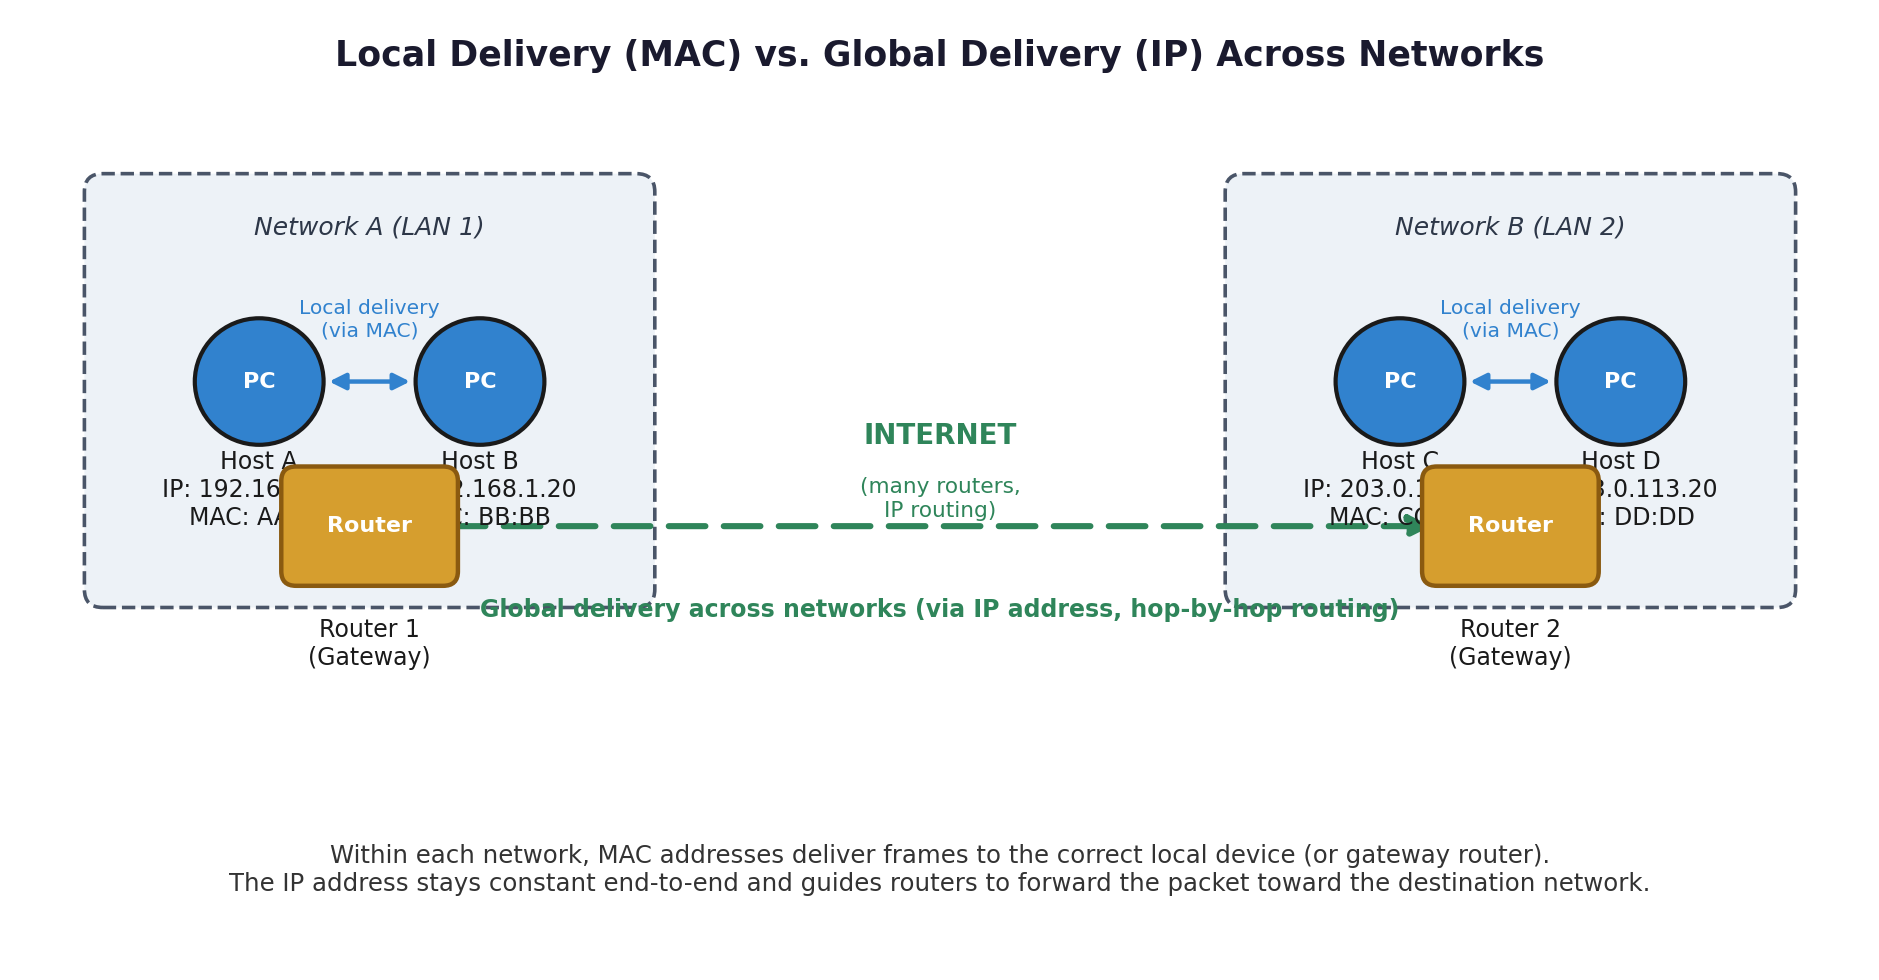 Local Delivery (MAC) vs. Global Delivery (IP) Across Networks
Network A (LAN 1)
Local delivery
(via MAC)
PC
PC
Host A
IP: 192.16
MAC: AA
Host B
2.168.1.20
: BB:BB
Router
Router 1
(Gateway)
INTERNET
(many routers,
IP routing)
Global delivery across networks (via IP address, hop-by-hop routing)
Network B (LAN 2)
Local delivery
(via MAC)
PC
PC
Host C
IP: 203.0.1
MAC: CC
Host D
3.0.113.20
: DD:DD
Router
Router 2
(Gateway)
Within each network, MAC addresses deliver frames to the correct local device (or gateway router).
The IP address stays constant end-to-end and guides routers to forward the packet toward the destination network.